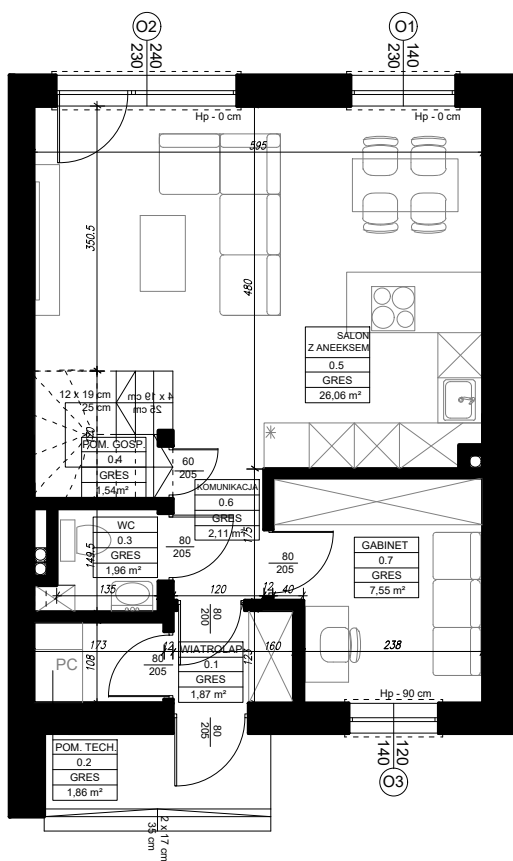 O2
O1
240
230
140
230
Hp - 0 cm
Hp - 0 cm
595
350.5
480
SALON
Z ANEEKSEM
0.5
GRES
26,06 m²
12 x 19 cm
25 cm
4 x 19 cm
25 cm
POM. GOSP.
0.4
GRES
1,54m²
60
205
KOMUNIKACJA
0.6
GRES
2,11m²
175
WC
0.3
GRES
1,96 m²
149.5
80
205
80
205
GABINET
0.7
GRES
7,55 m²
135
120
12
40
80
200
173
12
160
238
108
123
PC
80
205
WIATROŁAP
0.1
GRES
1,87 m²
Hp - 90 cm
80
205
120
140
O3
POM. TECH.
0.2
GRES
1,86 m²
2 x 17 cm
35 cm